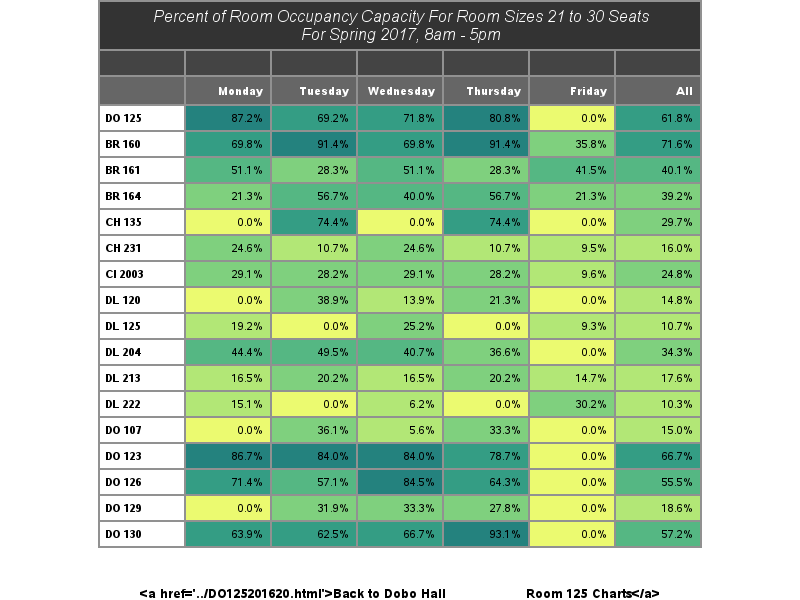 Percent of Room Occupancy Capacity For Room Sizes 21 to 30 Seats
For Spring 2017, 8am - 5pm
Monday Tuesday Wednesday Thursday Friday All
DO 125 87.2% 69.2% 71.8% 80.8% 0.0% 61.8%
BR 160 69.8% 91.4% 69.8% 91.4% 35.8% 71.6%
BR 161 51.1% 28.3% 51.1% 28.3% 41.5% 40.1%
BR 164 21.3% 56.7% 40.0% 56.7% 21.3% 39.2%
CH 135 0.0% 74.4% 0.0% 74.4% 0.0% 29.7%
CH 231 24.6% 10.7% 24.6% 10.7% 9.5% 16.0%
CI 2003 29.1% 28.2% 29.1% 28.2% 9.6% 24.8%
DL 120 0.0% 38.9% 13.9% 21.3% 0.0% 14.8%
DL 125 19.2% 0.0% 25.2% 0.0% 9.3% 10.7%
DL 204 44.4% 49.5% 40.7% 36.6% 0.0% 34.3%
DL 213 16.5% 20.2% 16.5% 20.2% 14.7% 17.6%
DL 222 15.1% 0.0% 6.2% 0.0% 30.2% 10.3%
DO 107 0.0% 36.1% 5.6% 33.3% 0.0% 15.0%
DO 123 86.7% 84.0% 84.0% 78.7% 0.0% 66.7%
DO 126 71.4% 57.1% 84.5% 64.3% 0.0% 55.5%
DO 129 0.0% 31.9% 33.3% 27.8% 0.0% 18.6%
DO 130 63.9% 62.5% 66.7% 93.1% 0.0% 57.2%
<a href='../DO125201620.html'>Back to Dobo Hall Room 125 Charts</a>